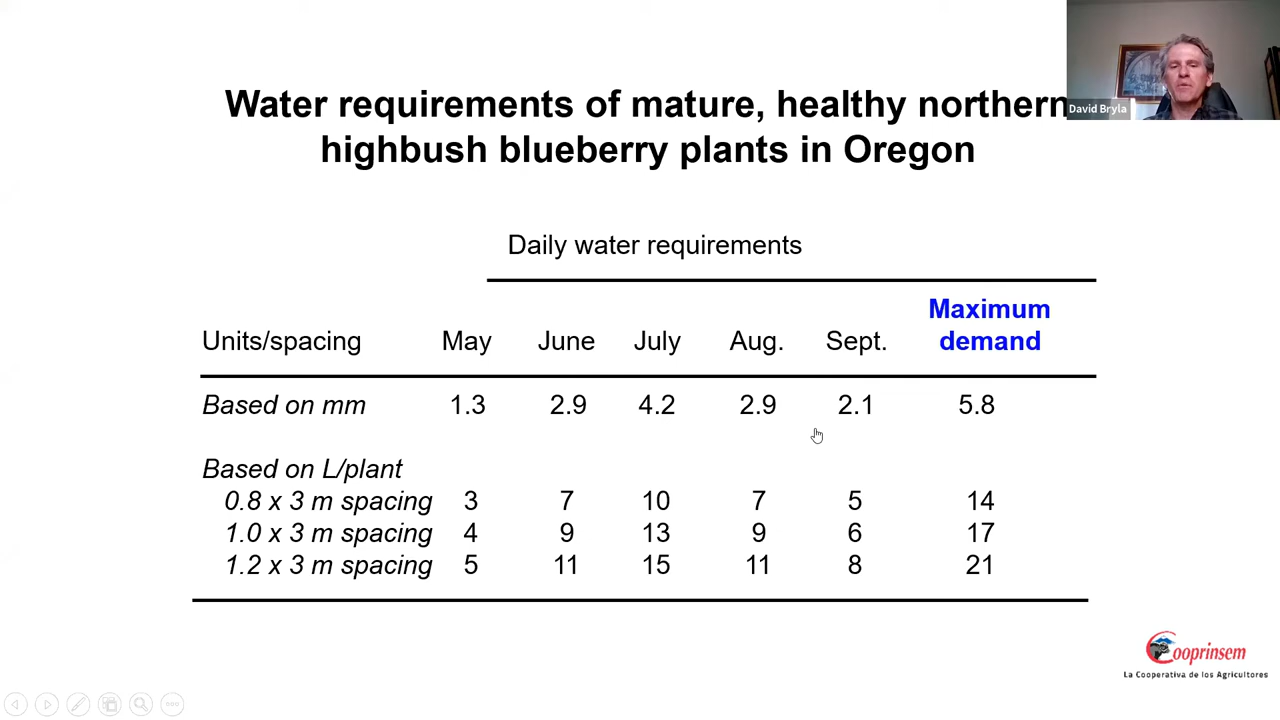 Water requirements of mature, healthy northern
highbush blueberry plants in Oregon
David Bryla
Daily water requirements
Units/spacing May June July Aug. Sept. Maximum demand
Based on mm 1.3 2.9 4.2 2.9 2.1 5.8
Based on L/plant
0.8 x 3 m spacing 3 7 10 7 5 14
1.0 x 3 m spacing 4 9 13 9 6 17
1.2 x 3 m spacing 5 11 15 11 8 21
Cooprinsem
La Cooperativa de los Agricultores